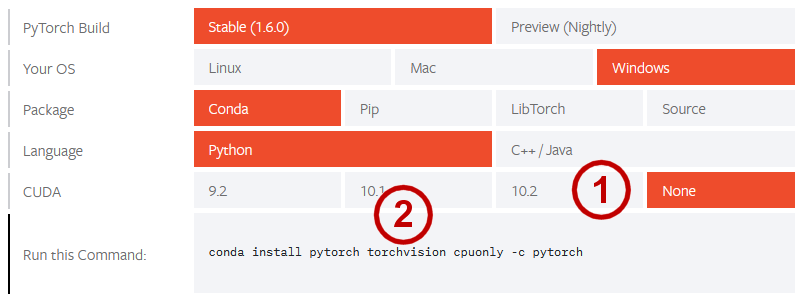 PyTorch Build Stable (1.6.0) Preview (Nightly)
Your OS Linux Mac Windows
Package Conda Pip LibTorch Source
Language Python C++ / Java
CUDA 9.2 10.1 10.2 1 None
2
Run this Command: conda install pytorch torchvision cpuonly -c pytorch